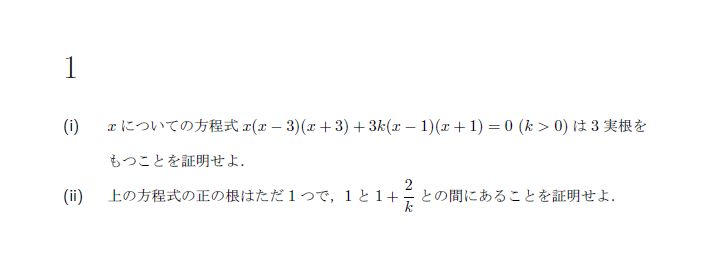 1
(i) x についての方程式 x(x − 3)(x + 3) + 3k(x − 1)(x + 1) = 0 (k > 0) は 3 実根を
もつことを証明せよ.
(ii) 上の方程式の正の根はただ 1 つで, 1 と 1 + 2/k との間にあることを証明せよ.